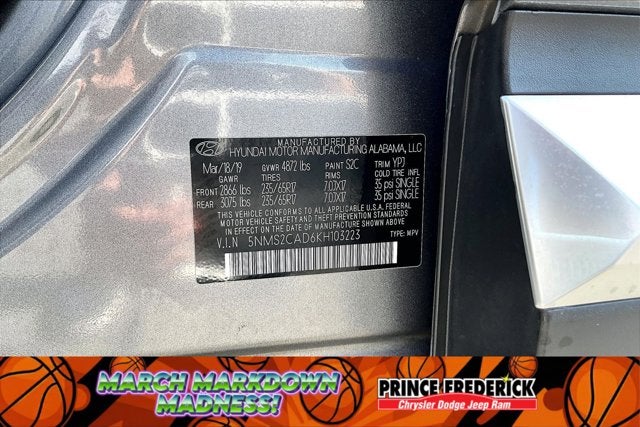 MANUFACTURED BY
HYUNDAI MOTOR MANUFACTURING ALABAMA, LLC
Mar/18/19 GVWR 4872 lbs PAINT S2C TRIM YPJ
GAWR TIRES RIMS COLD TIRE INFL
FRONT 2866 lbs 235/65R17 7.0JX17 35 psi SINGLE
REAR 3075 lbs 235/65R17 7.0JX17 35 psi SINGLE
THIS VEHICLE CONFORMS TO ALL APPLICABLE U.S.A. FEDERAL
MOTOR VEHICLE SAFETY AND THEFT PREVENTION STANDARDS
IN EFFECT ON THE DATE OF MANUFACTURE SHOWN ABOVE.
V.I.N 5NMS2CAD6KH103223 TYPE: MPV
MARCH MARKDOWN
MADNESS!
PRINCE FREDERICK
Chrysler Dodge Jeep Ram